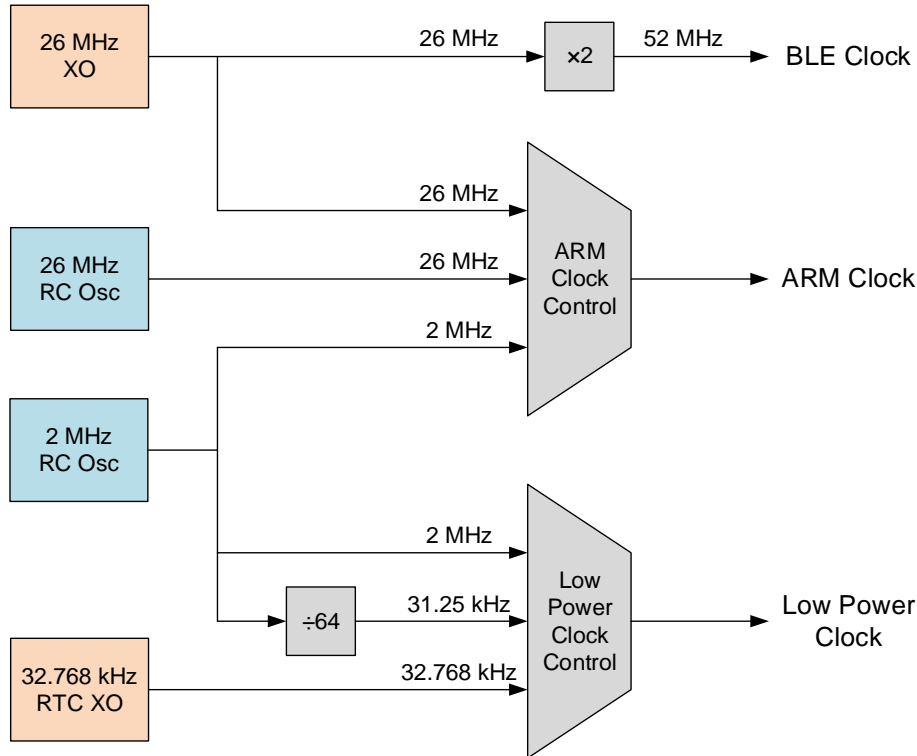 26 MHz
XO
26 MHz
×2
52 MHz
BLE Clock
26 MHz
26 MHz
RC Osc
26 MHz
ARM
Clock
Control
ARM Clock
2 MHz
2 MHz
RC Osc
2 MHz
÷64
31.25 kHz
Low
Power
Clock
Control
Low Power
Clock
32.768 kHz
RTC XO
32.768 kHz